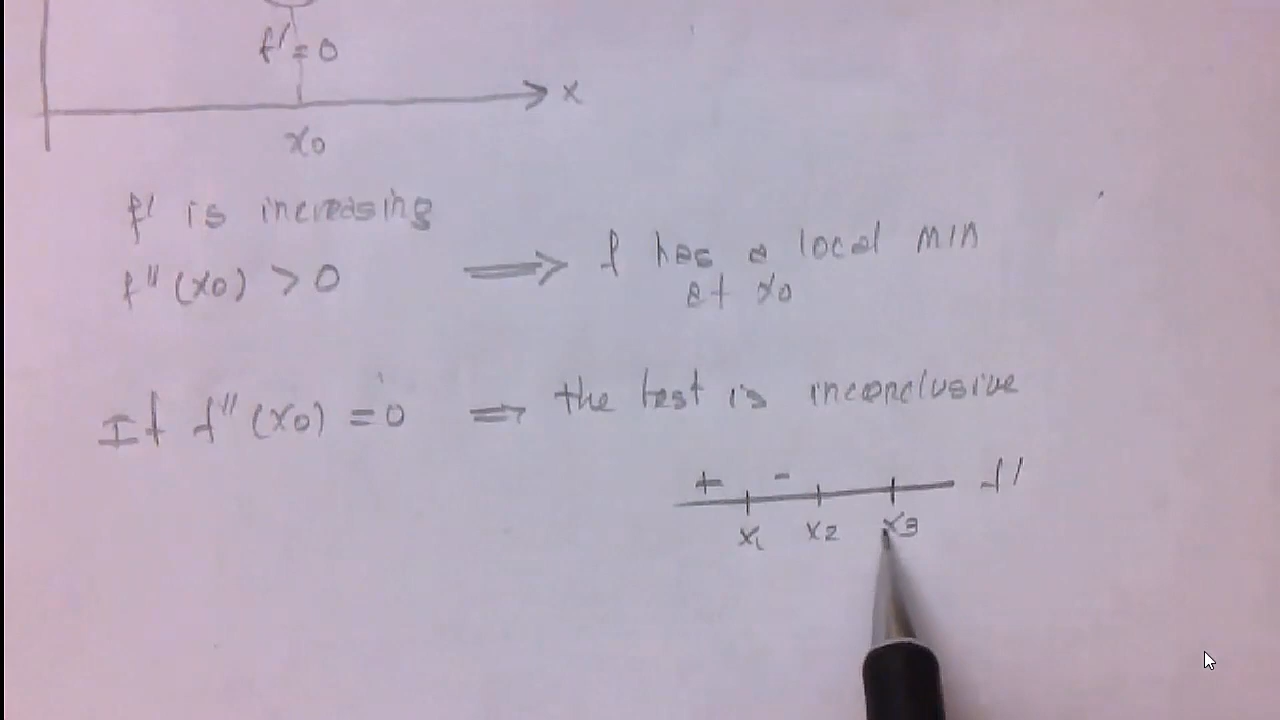 f' = 0
x
x0
f' is increasing
f''(x0) > 0 ⟹ f has a local min
at x0
If f''(x0) = 0 ⟹ the test is inconclusive
+ - f'
x1 x2 x3